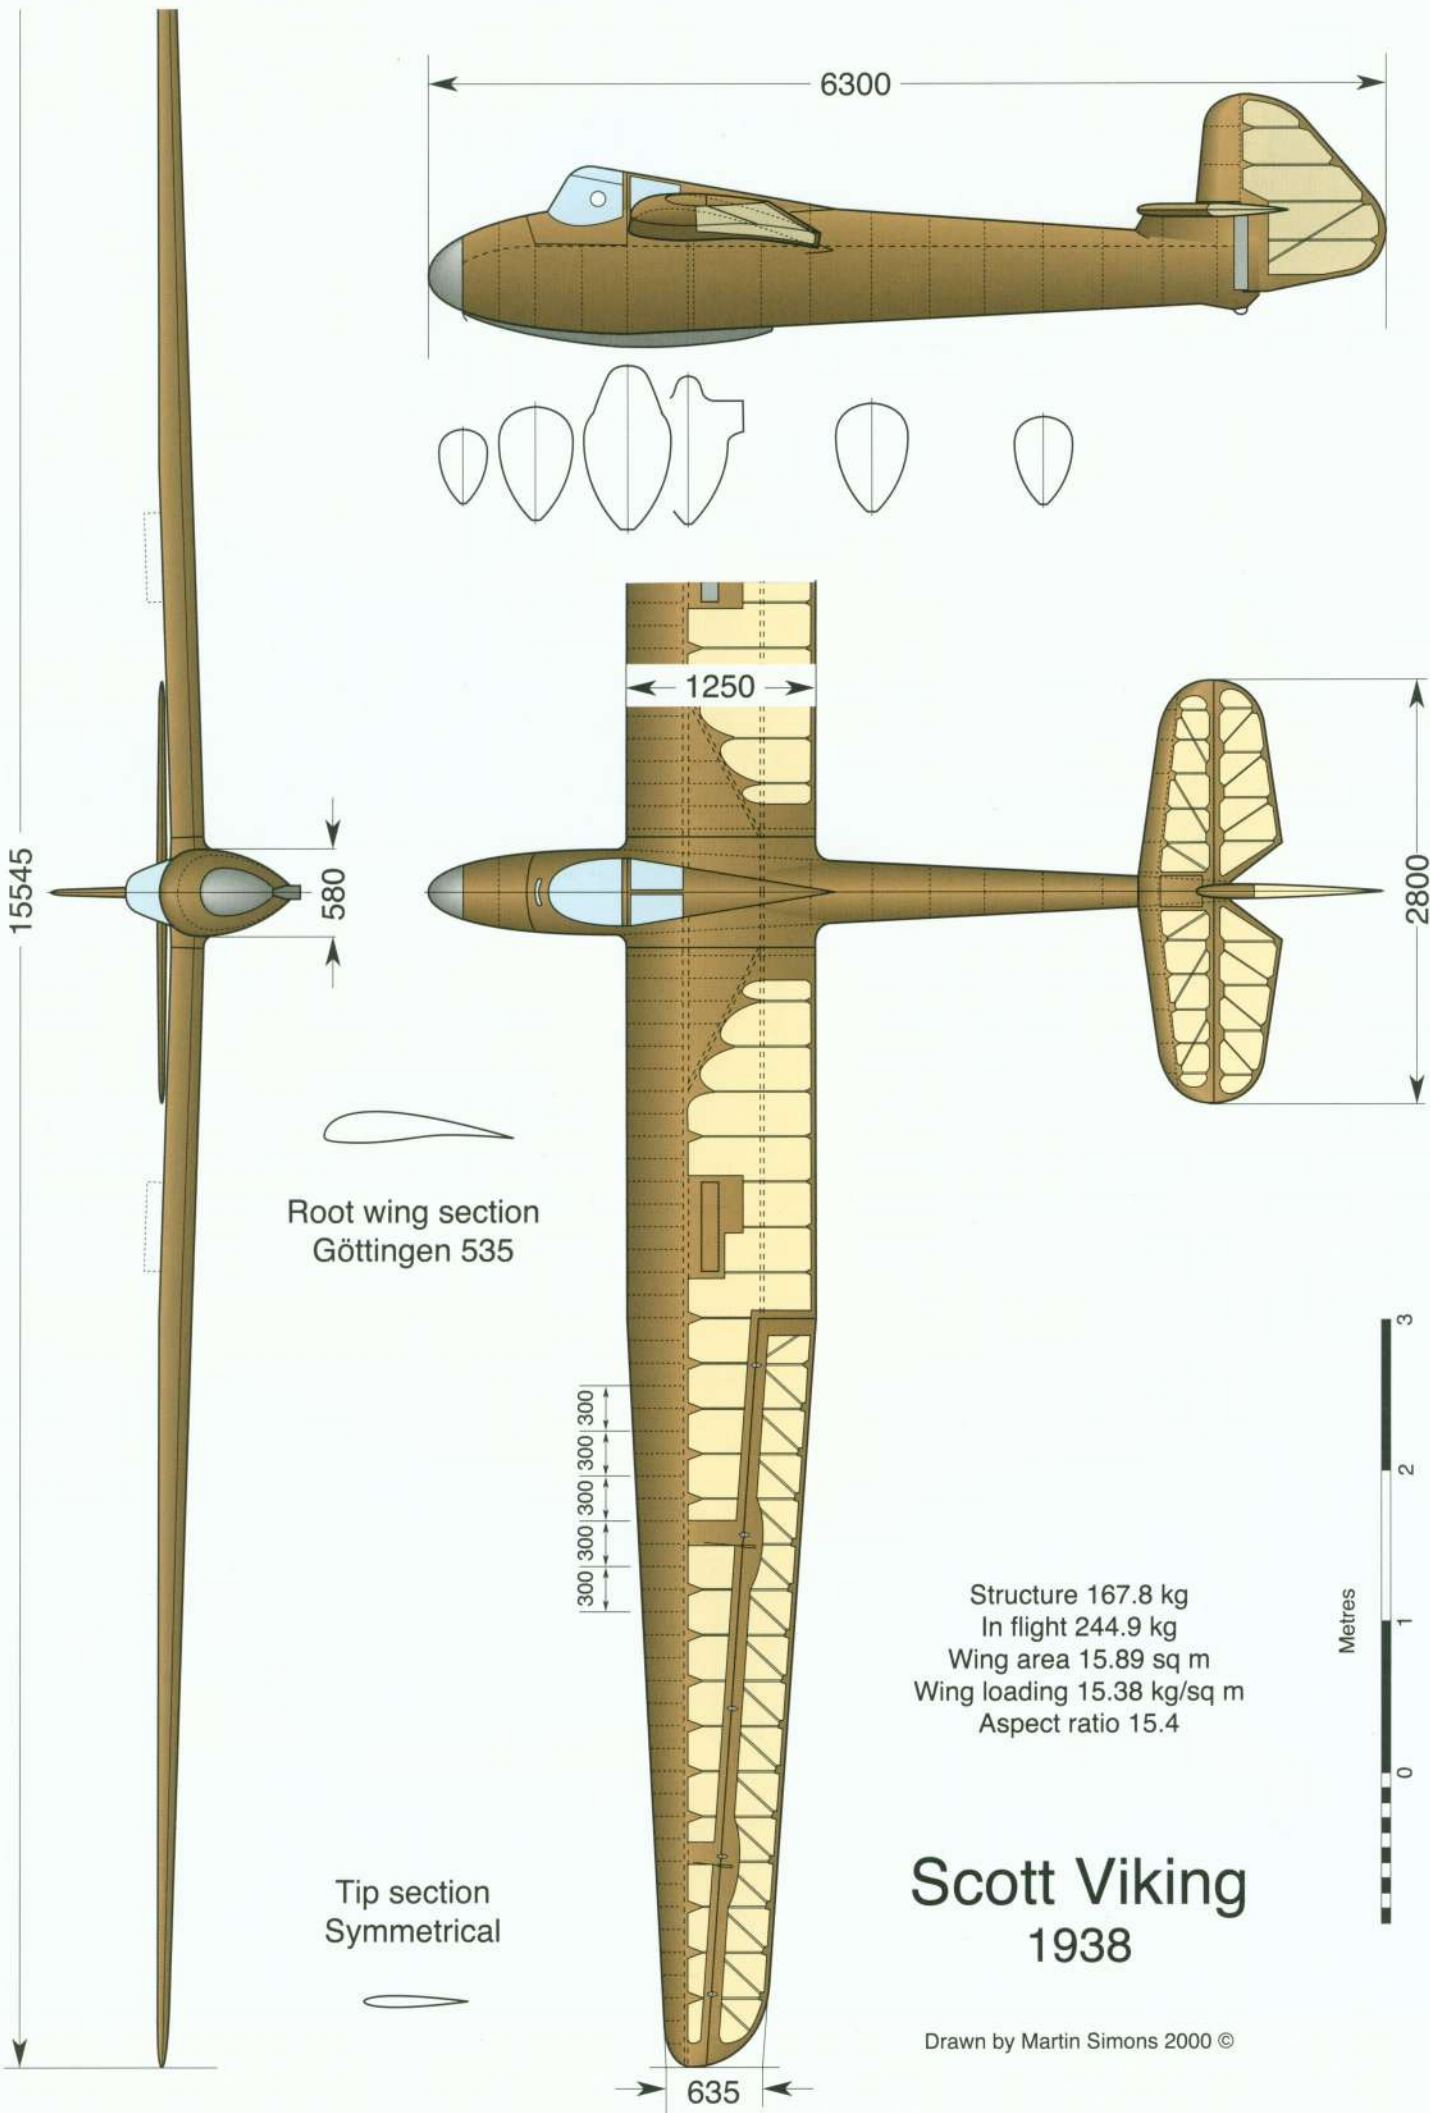 6300
1250
15545
580
2800
Root wing section
Göttingen 535
300
300
300
300
300
3
2
1
0
Metres
Structure 167.8 kg
In flight 244.9 kg
Wing area 15.89 sq m
Wing loading 15.38 kg/sq m
Aspect ratio 15.4
Tip section
Symmetrical
Scott Viking
1938
Drawn by Martin Simons 2000 ©
635